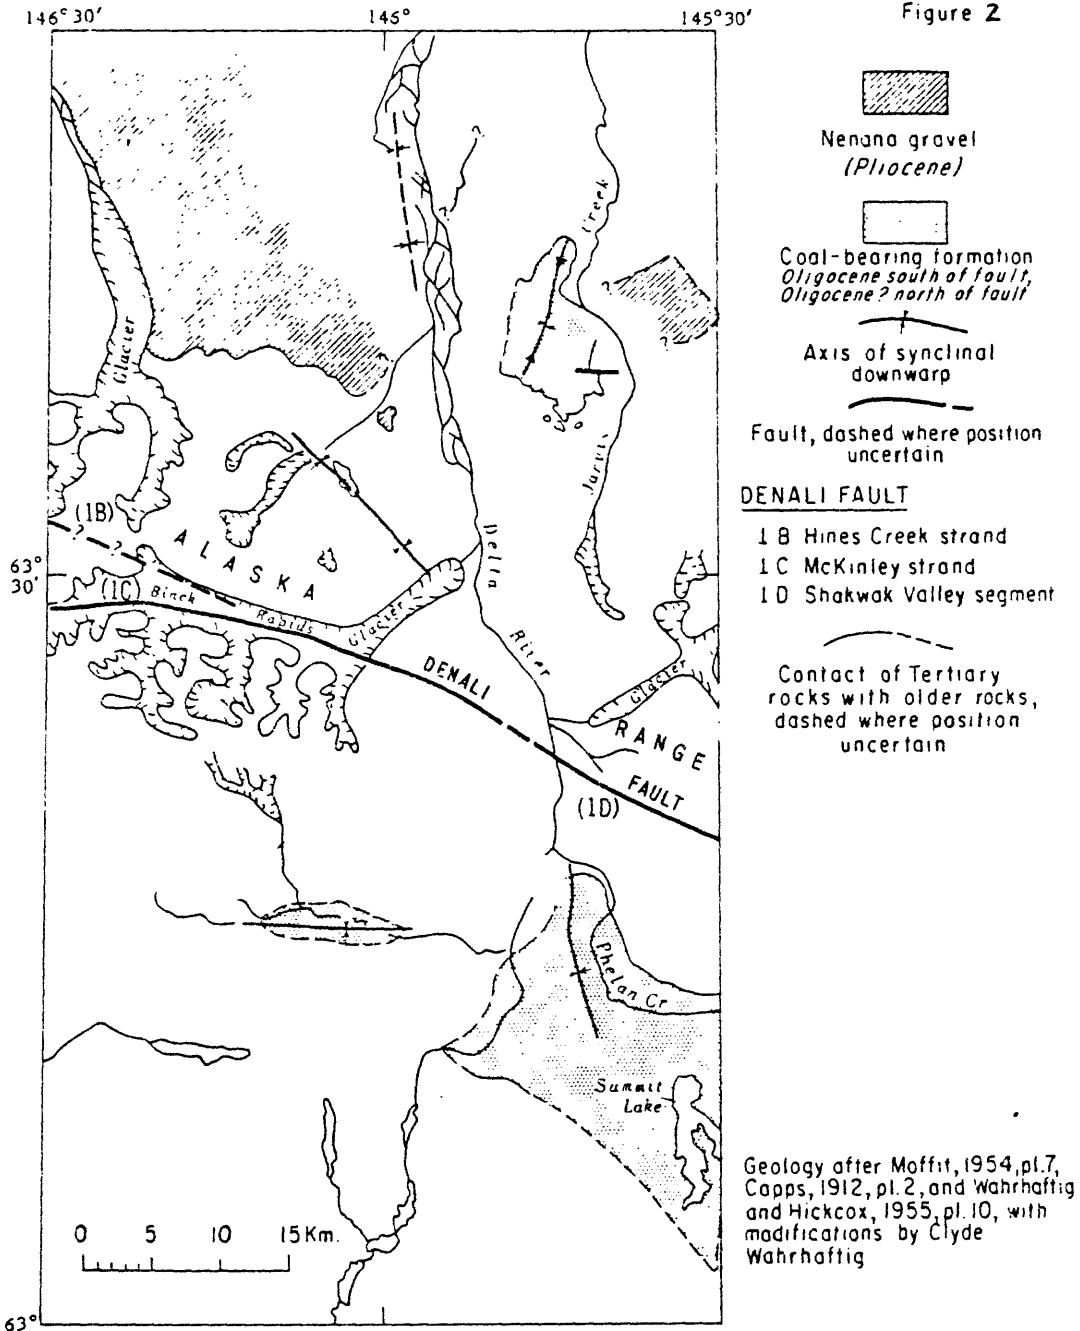 146° 30'
146°
145° 30'
Figure 2
Nenana gravel
(Pliocene)
Coal-bearing formation
Oligocene south of fault,
Oligocene? north of fault
Axis of synclinal
downwarp
Fault, dashed where position
uncertain
DENALI FAULT
1B Hines Creek strand
1C McKinley strand
1D Shakwak Valley segment
Contact of Tertiary
rocks with older rocks,
dashed where position
uncertain
Geology after Moffit, 1954, pl. 7,
Capps, 1912, pl. 2, and Wahrhaftig
and Hickcox, 1955, pl. 10, with
modifications by Clyde
Wahrhaftig
?
?
?
?
Creek
Jarvis
Glacier
(1B)
? ?
ALASKA
63°
30'
(1C)
Black Rapids Glacier
Delta River
DENALI
Glacier
RANGE
FAULT
(1D)
Phelan Cr
Summit
Lake
0 5 10 15 Km.
63°